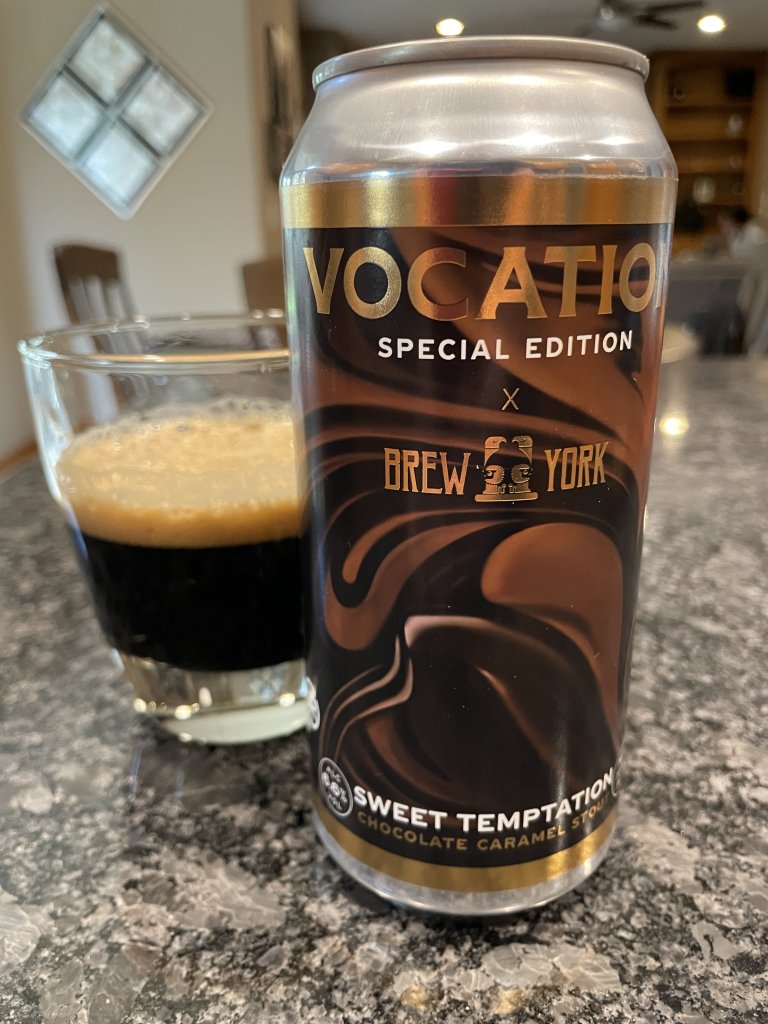 VOCATIO
SPECIAL EDITION
X
BREW YORK
SWEET TEMPTATION
CHOCOLATE CARAMEL STOU